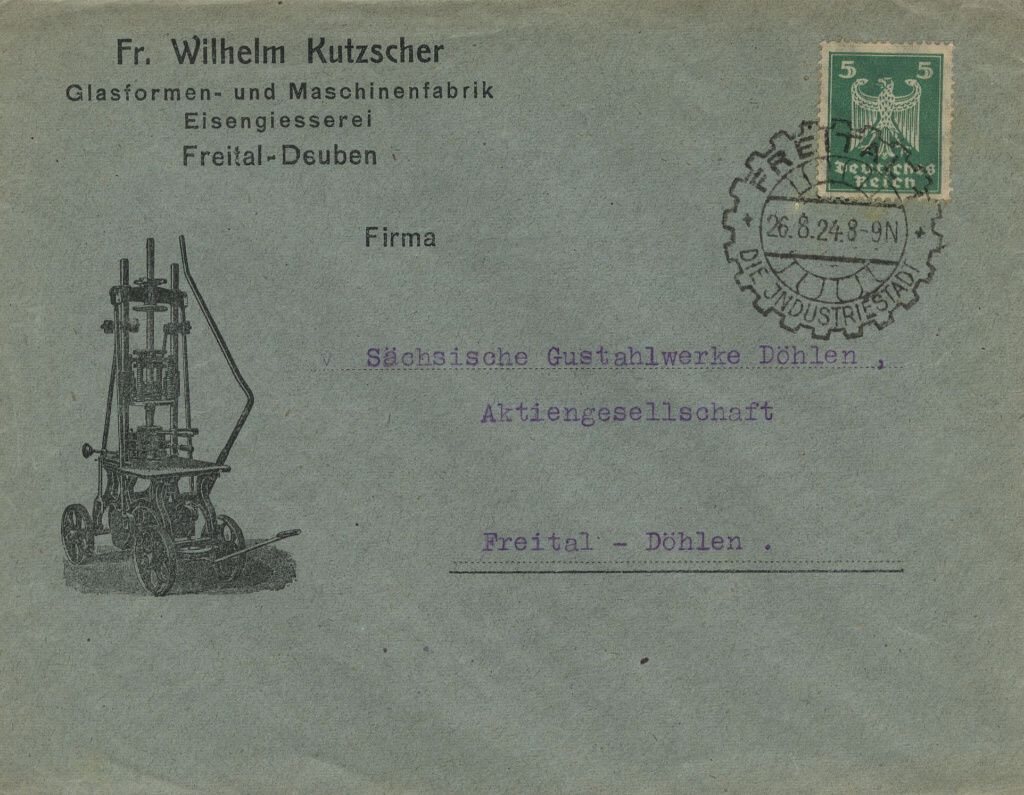 Fr. Wilhelm Kutzscher
Glasformen- und Maschinenfabrik
Eisengiesserei
Freital-Deuben
5 5
Deutsches
Reich
FREITAL
26.8.24.8-9N
DIE JNDUSTRIESTADT
Firma
Sächsische Gustahlwerke Döhlen ,
Aktiengesellschaft
Freital - Döhlen .